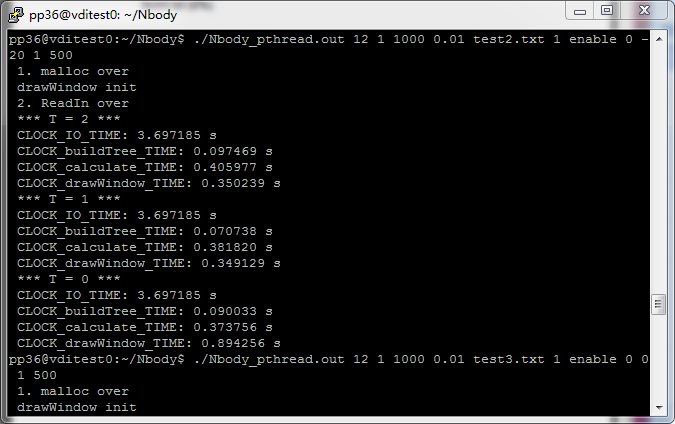 pp36@vditest0: ~/Nbody
pp36@vditest0:~/Nbody$ ./Nbody_pthread.out 12 1 1000 0.01 test2.txt 1 enable 0 -
20 1 500
1. malloc over
drawWindow init
2. ReadIn over
*** T = 2 ***
CLOCK_IO_TIME: 3.697185 s
CLOCK_buildTree_TIME: 0.097469 s
CLOCK_calculate_TIME: 0.405977 s
CLOCK_drawWindow_TIME: 0.350239 s
*** T = 1 ***
CLOCK_IO_TIME: 3.697185 s
CLOCK_buildTree_TIME: 0.070738 s
CLOCK_calculate_TIME: 0.381820 s
CLOCK_drawWindow_TIME: 0.349129 s
*** T = 0 ***
CLOCK_IO_TIME: 3.697185 s
CLOCK_buildTree_TIME: 0.090033 s
CLOCK_calculate_TIME: 0.373756 s
CLOCK_drawWindow_TIME: 0.894256 s
pp36@vditest0:~/Nbody$ ./Nbody_pthread.out 12 1 1000 0.01 test3.txt 1 enable 0 0
1 500
1. malloc over
drawWindow init